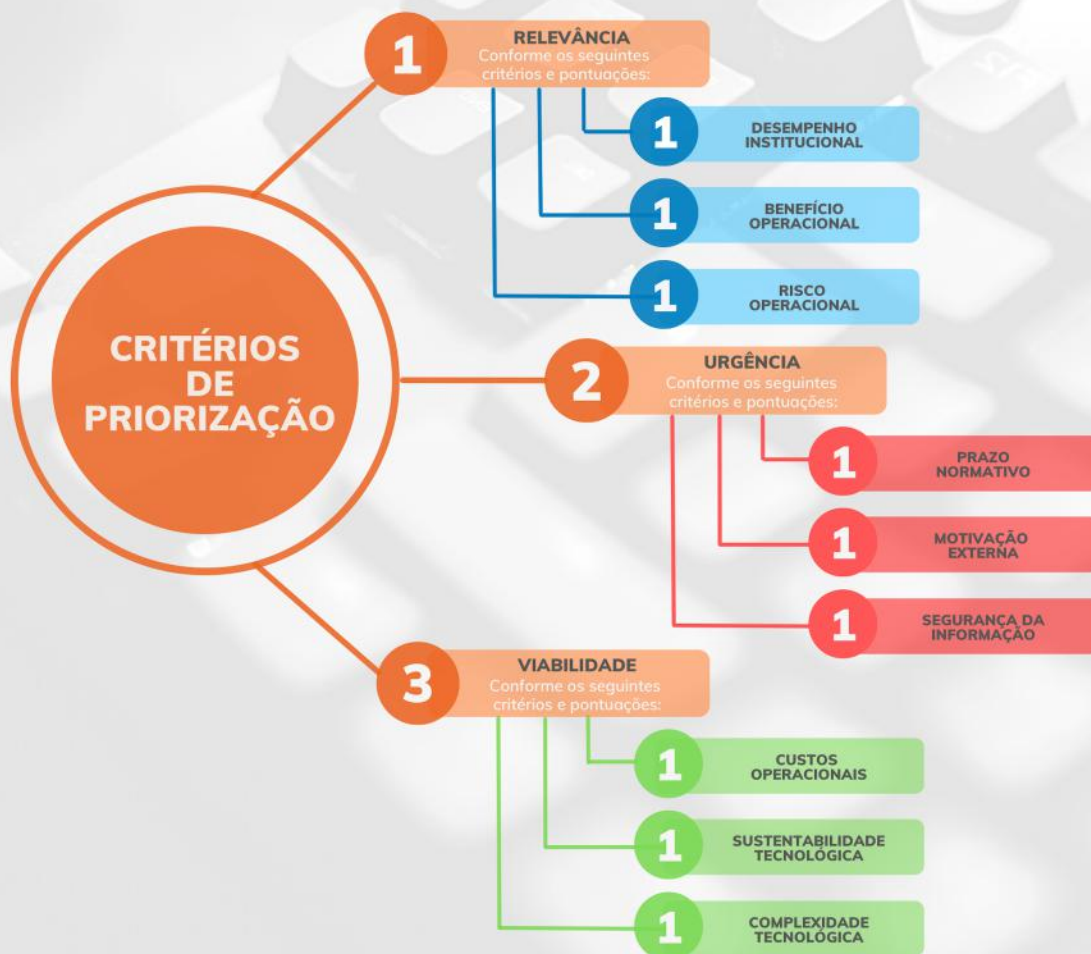 1
RELEVÂNCIA
Conforme os seguintes
critérios e pontuações:
1
DESEMPENHO
INSTITUCIONAL
1
BENEFÍCIO
OPERACIONAL
1
RISCO
OPERACIONAL
CRITÉRIOS
DE
PRIORIZAÇÃO
2
URGÊNCIA
Conforme os seguintes
critérios e pontuações:
1
PRAZO
NORMATIVO
1
MOTIVAÇÃO
EXTERNA
1
SEGURANÇA DA
INFORMAÇÃO
3
VIABILIDADE
Conforme os seguintes
critérios e pontuações:
1
CUSTOS
OPERACIONAIS
1
SUSTENTABILIDADE
TECNOLÓGICA
1
COMPLEXIDADE
TECNOLÓGICA